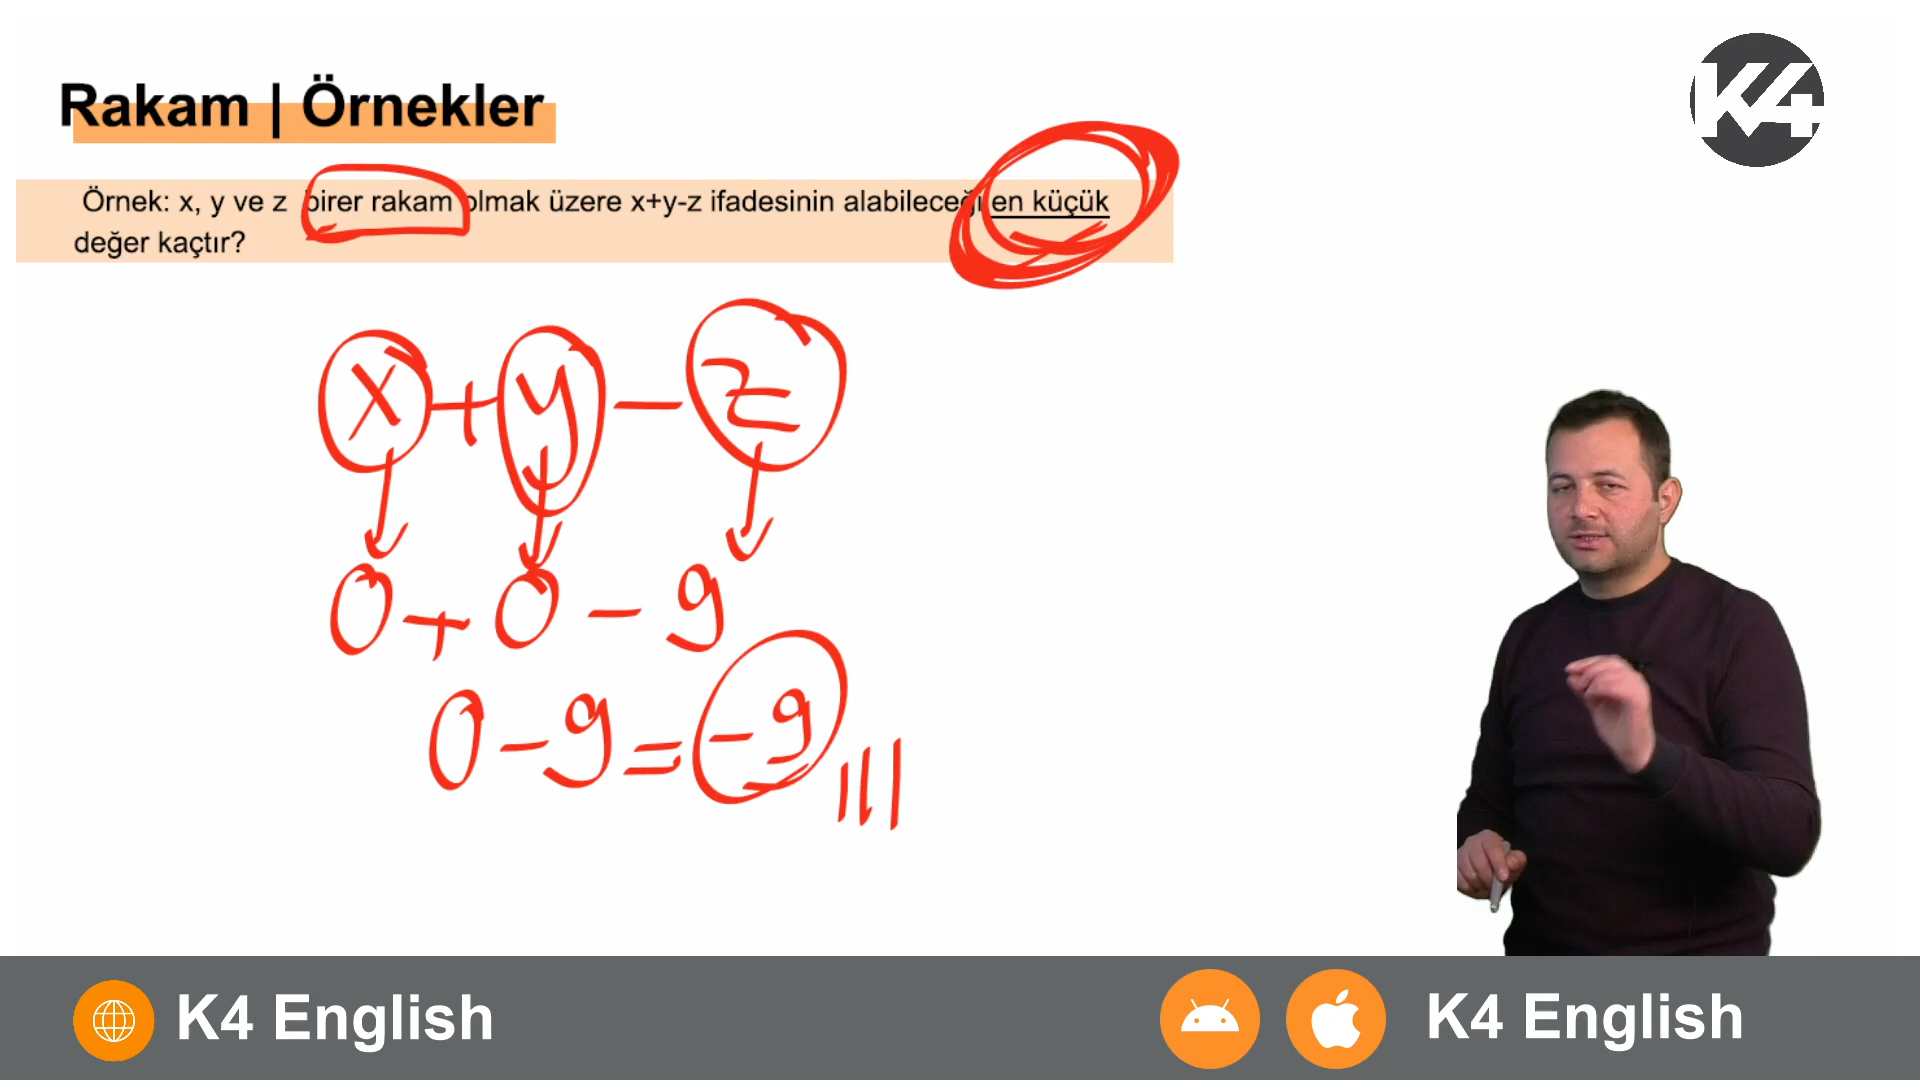 Rakam | Örnekler
K4
Örnek: x, y ve z birer rakam olmak üzere x+y-z ifadesinin alabileceği en küçük
değer kaçtır?
x+y-z
0+0-9
0-9=-9
K4 English
K4 English